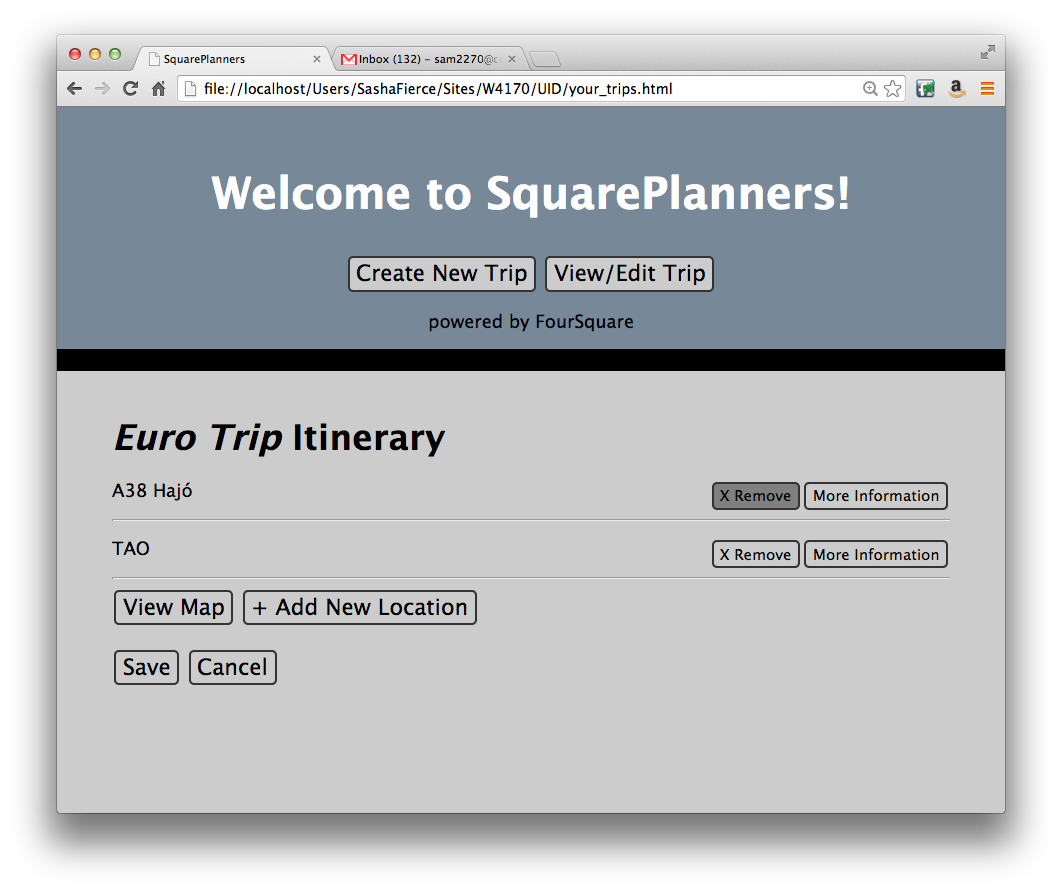 SquarePlanners
Inbox (132) – sam2270@c
file://localhost/Users/SashaFierce/Sites/W4170/UID/your_trips.html
Welcome to SquarePlanners!
Create New Trip View/Edit Trip
powered by FourSquare
Euro Trip Itinerary
A38 Hajó X Remove More Information
TAO X Remove More Information
View Map + Add New Location
Save Cancel